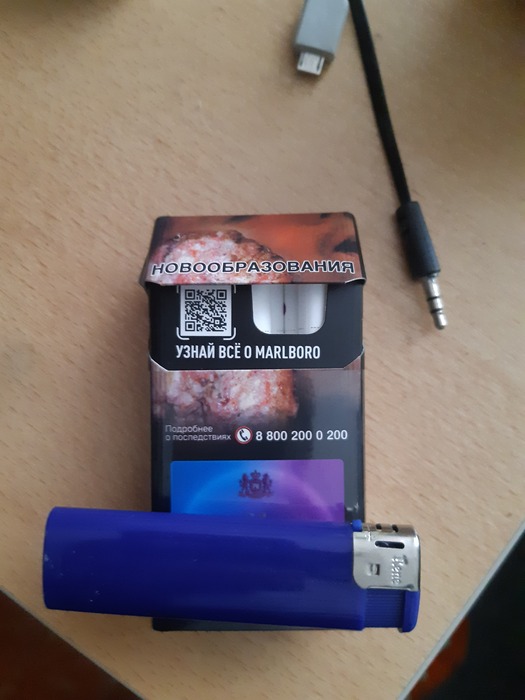 НОВООБРАЗОВАНИЯ
УЗНАЙ ВСЁ О MARLBORO
Подробнее
о последствиях
8 800 200 0 200